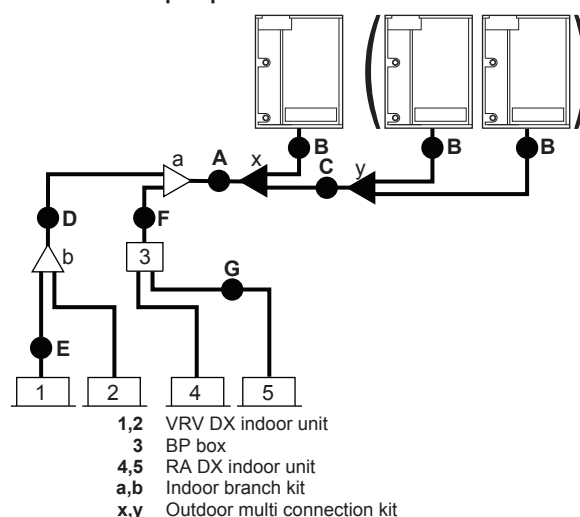 B
B
B
a
A
x
C
y
D
F
b
3
G
E
1
2
4
5
1,2 VRV DX indoor unit
3 BP box
4,5 RA DX indoor unit
a,b Indoor branch kit
x,y Outdoor multi connection kit